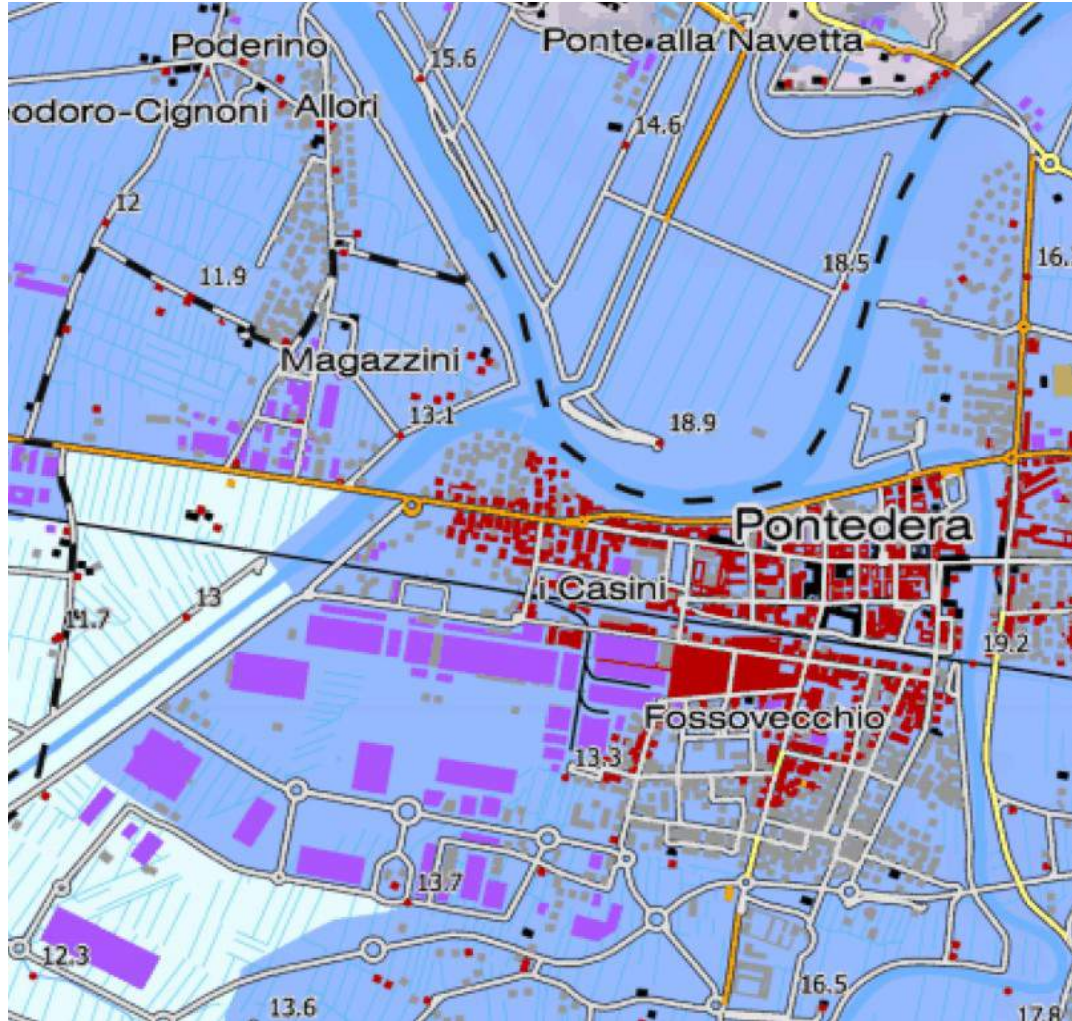 Poderino
15.6
Ponte alla Navetta
eodoro-Cignoni
Allori
14.6
12
11.9
18.5
16.
Magazzini
13.1
18.9
Pontedera
i Casini
13
11.7
19.2
Fossovecchio
13.3
13.7
12.3
16.5
13.6
17.8